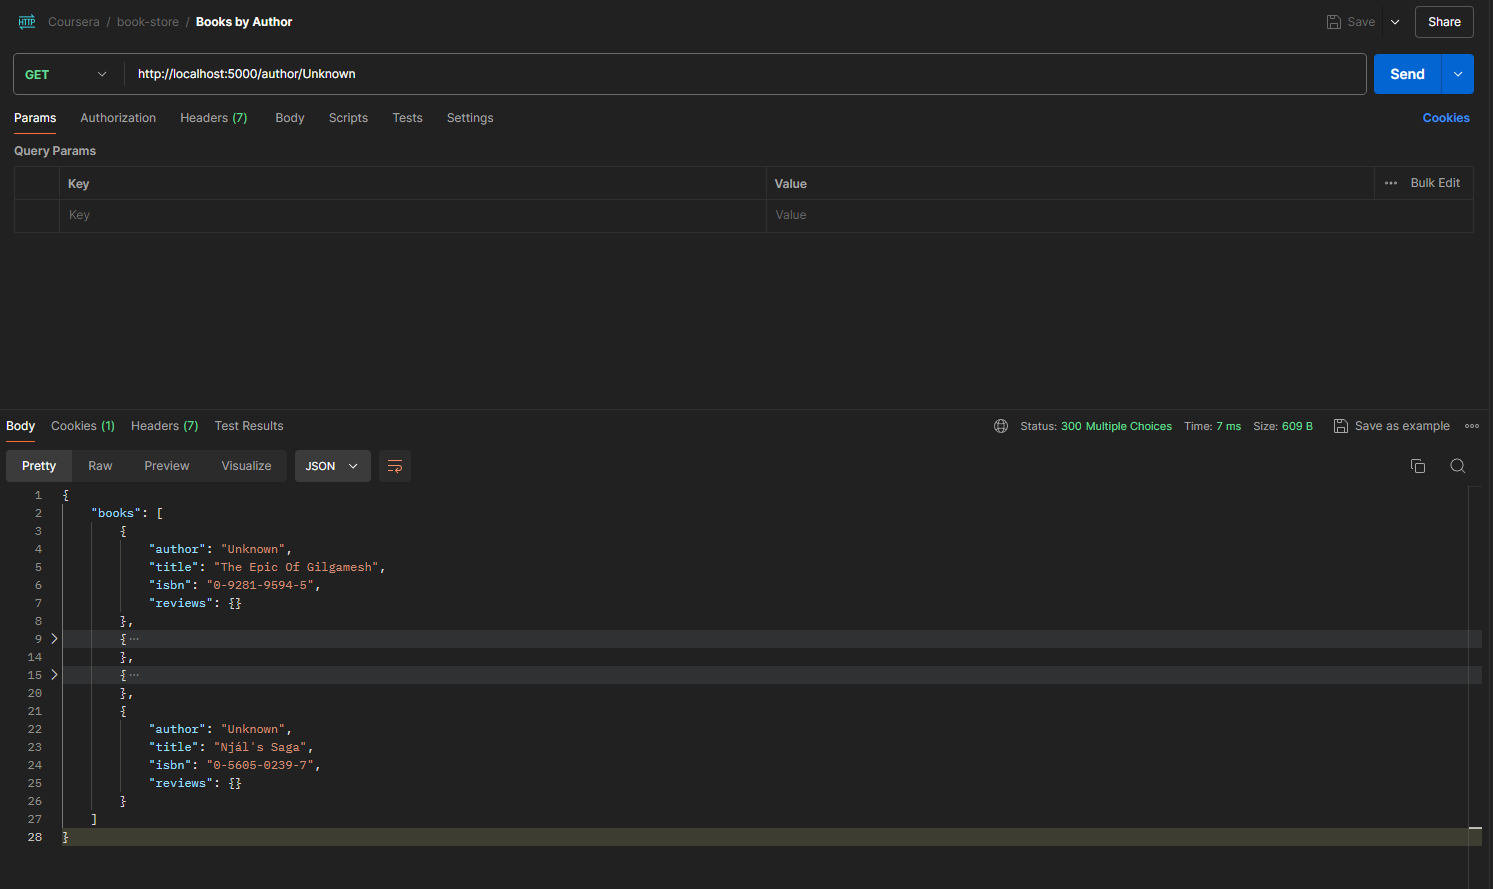 HTTP Coursera / book-store / Books by Author Save Share
GET http://localhost:5000/author/Unknown Send
Params Authorization Headers (7) Body Scripts Tests Settings Cookies
Query Params
Key Value ••• Bulk Edit
Key Value
Body Cookies (1) Headers (7) Test Results Status: 300 Multiple Choices Time: 7 ms Size: 609 B Save as example
Pretty Raw Preview Visualize JSON
1 {
2 "books": [
3 {
4 "author": "Unknown",
5 "title": "The Epic Of Gilgamesh",
6 "isbn": "0-9281-9594-5",
7 "reviews": {}
8 },
9 {···
14 },
15 {···
20 },
21 {
22 "author": "Unknown",
23 "title": "Njál's Saga",
24 "isbn": "0-5605-0239-7",
25 "reviews": {}
26 }
27 ]
28 }